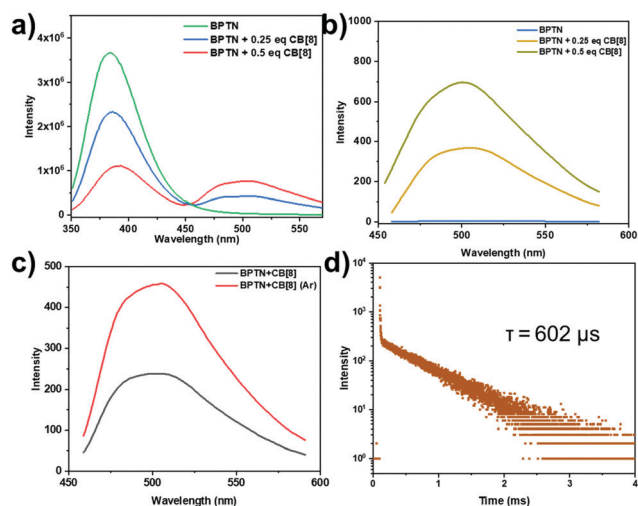 a)
BPTN
BPTN + 0.25 eq CB[8]
BPTN + 0.5 eq CB[8]
4x10⁶
3x10⁶
2x10⁶
1x10⁶
0
Intensity
350 400 450 500 550
Wavelength (nm)
b)
BPTN
BPTN + 0.25 eq CB[8]
BPTN + 0.5 eq CB[8]
1000
800
600
400
200
0
Intensity
450 500 550 600
Wavelength (nm)
c)
BPTN+CB[8]
BPTN+CB[8] (Ar)
500
400
300
200
100
0
Intensity
450 500 550 600
Wavelength (nm)
d)
τ = 602 μs
10⁴
10³
10²
10¹
10⁰
Intensity
0 1 2 3 4
Time (ms)